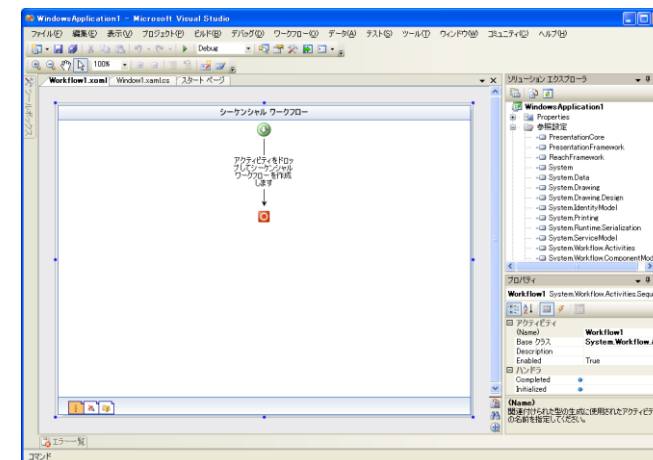 WindowsApplication1 - Microsoft Visual Studio
ファイル(F) 編集(E) 表示(V) プロジェクト(P) ビルド(B) デバッグ(D) ワークフロー(O) データ(A) テスト(S) ツール(T) ウィンドウ(W) コミュニティ(C) ヘルプ(H)
Debug
100%
Workflow1.xoml Window1.xaml.cs スタート ページ
ツールボックス
シーケンシャル ワークフロー
アクティビティをドロッ
プしてシーケンシャル
ワークフローを作成
します
ソリューション エクスプローラ
WindowsApplication1
Properties
参照設定
PresentationCore
PresentationFramework
ReachFramework
System
System.Data
System.Drawing
System.Drawing.Design
System.IdentityModel
System.Printing
System.Runtime.Serialization
System.ServiceModel
System.Workflow.Activities
System.Workflow.ComponentMod
プロパティ
Workflow1 System.Workflow.Activities.Sequ
アクティビティ
(Name) Workflow1
Base クラス System.Workflow.
Description
Enabled True
ハンドラ
Completed
Initialized
(Name)
関連付けられた型の生成に使用されたアクティビテ
の名前を指定してください。
エラー一覧
コマンド